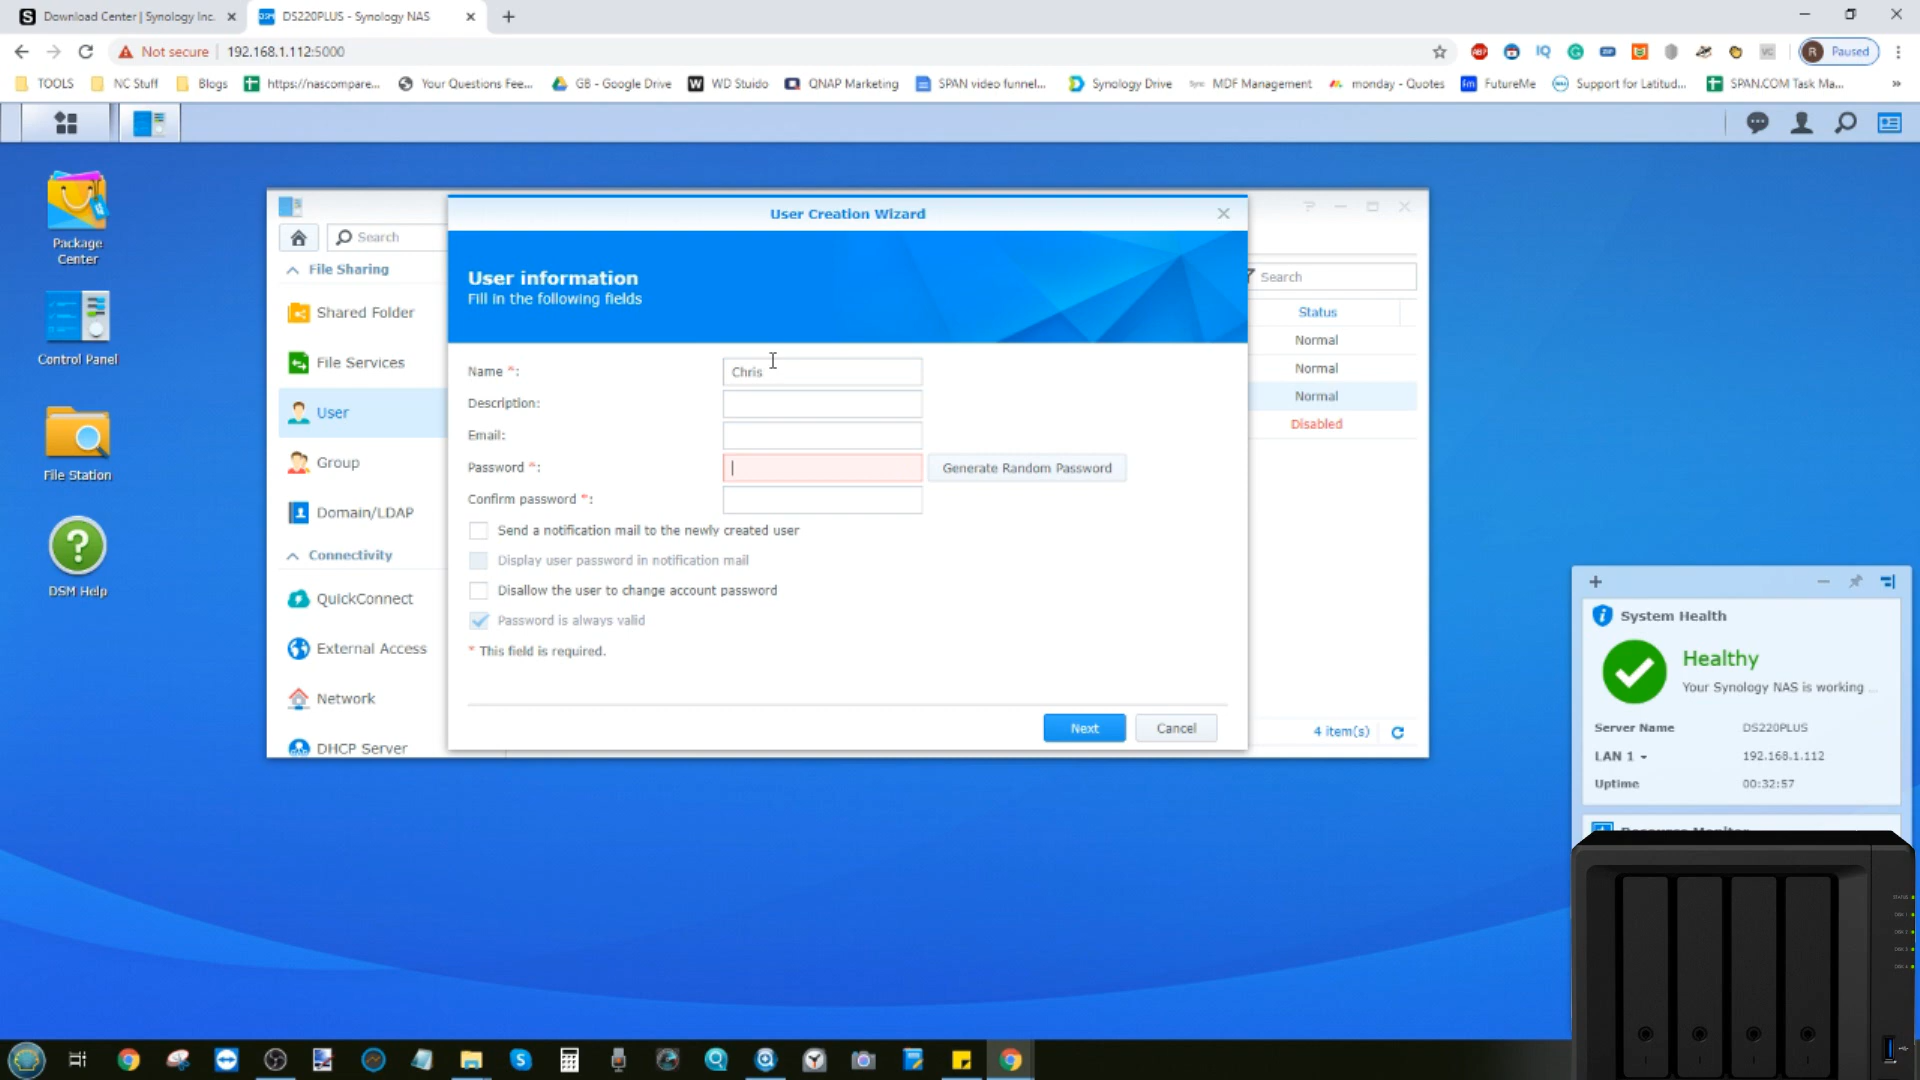 Download Center | Synology Inc.
DS220PLUS - Synology NAS
Not secure
192.168.1.112:5000
ABP
IQ
VC
R
Paused
TOOLS
NC Stuff
Blogs
https://nascompare...
Your Questions Fee...
GB - Google Drive
WD Stuido
QNAP Marketing
SPAN video funnel...
Synology Drive
MDF Management
monday - Quotes
FutureMe
Support for Latitud...
SPAN.COM Task Ma...
Package
Center
Control Panel
File Station
DSM Help
Search
File Sharing
Shared Folder
File Services
User
Group
Domain/LDAP
Connectivity
QuickConnect
External Access
Network
DHCP Server
User Creation Wizard
User information
Fill in the following fields
Name *:
Chris
Description:
Email:
Password *:
Generate Random Password
Confirm password *:
Send a notification mail to the newly created user
Display user password in notification mail
Disallow the user to change account password
Password is always valid
* This field is required.
Next
Cancel
Search
Status
Normal
Normal
Normal
Disabled
4 item(s)
System Health
Healthy
Your Synology NAS is working ...
Server Name
DS220PLUS
LAN 1
192.168.1.112
Uptime
00:32:57
Resource Monitor